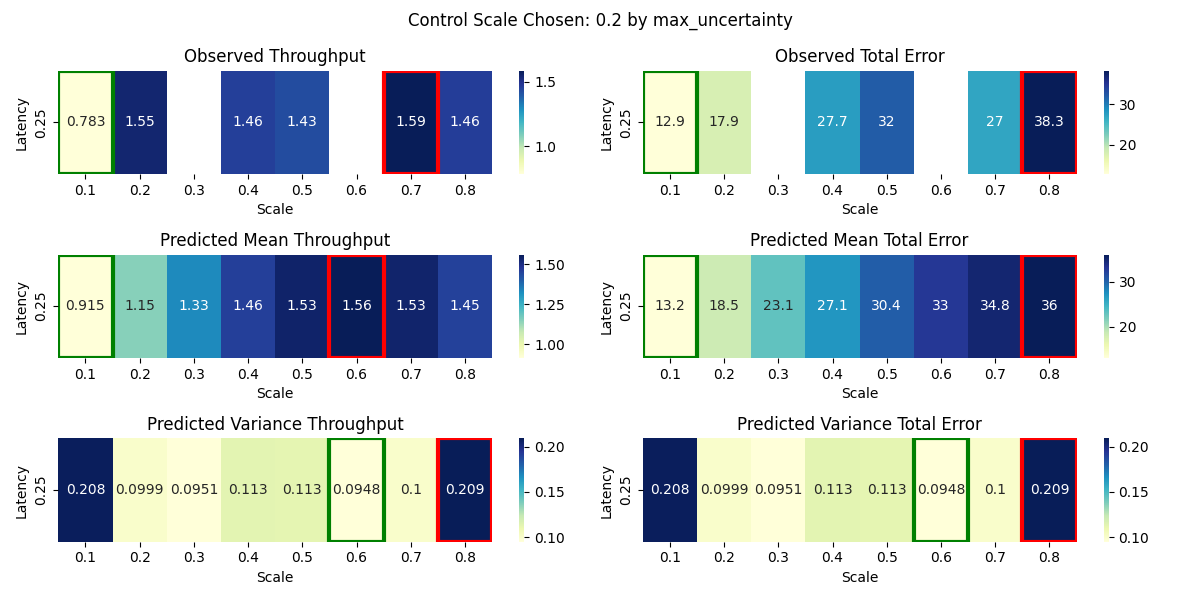 Control Scale Chosen: 0.2 by max_uncertainty
Observed Throughput
Latency
0.25
0.783 1.55 1.46 1.43 1.59 1.46
0.1 0.2 0.3 0.4 0.5 0.6 0.7 0.8
Scale
1.5
1.0
Observed Total Error
Latency
0.25
12.9 17.9 27.7 32 27 38.3
0.1 0.2 0.3 0.4 0.5 0.6 0.7 0.8
Scale
30
20
Predicted Mean Throughput
Latency
0.25
0.915 1.15 1.33 1.46 1.53 1.56 1.53 1.45
0.1 0.2 0.3 0.4 0.5 0.6 0.7 0.8
Scale
1.50
1.25
1.00
Predicted Mean Total Error
Latency
0.25
13.2 18.5 23.1 27.1 30.4 33 34.8 36
0.1 0.2 0.3 0.4 0.5 0.6 0.7 0.8
Scale
30
20
Predicted Variance Throughput
Latency
0.25
0.208 0.0999 0.0951 0.113 0.113 0.0948 0.1 0.209
0.1 0.2 0.3 0.4 0.5 0.6 0.7 0.8
Scale
0.20
0.15
0.10
Predicted Variance Total Error
Latency
0.25
0.208 0.0999 0.0951 0.113 0.113 0.0948 0.1 0.209
0.1 0.2 0.3 0.4 0.5 0.6 0.7 0.8
Scale
0.20
0.15
0.10